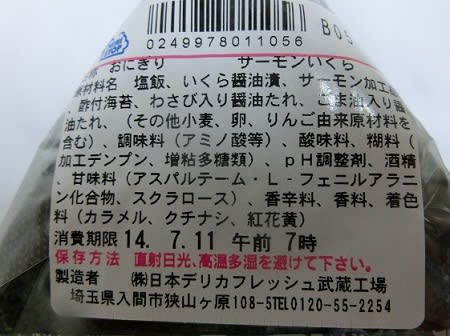 STOP
0249978011056
B05
称 おにぎり サーモンいくら
原材料名 塩飯、いくら醤油漬、サーモン加工品
、酢付海苔、わさび入り醤油たれ、ごま油入り醤
油たれ、(その他小麦、卵、りんご由来原材料を
含む)、調味料(アミノ酸等)、酸味料、糊料(
加工デンプン、増粘多糖類)、pH調整剤、酒精
、甘味料(アスパルテーム・L-フェニルアラニ
ン化合物、スクラロース)、香辛料、香料、着色
料(カラメル、クチナシ、紅花黄)
消費期限 14. 7.11 午前 7時
保存方法 直射日光、高温多湿を避けて下さい。
製造者 (株)日本デリカフレッシュ武蔵工場
埼玉県入間市狭山ヶ原108-5TEL0120-55-2254